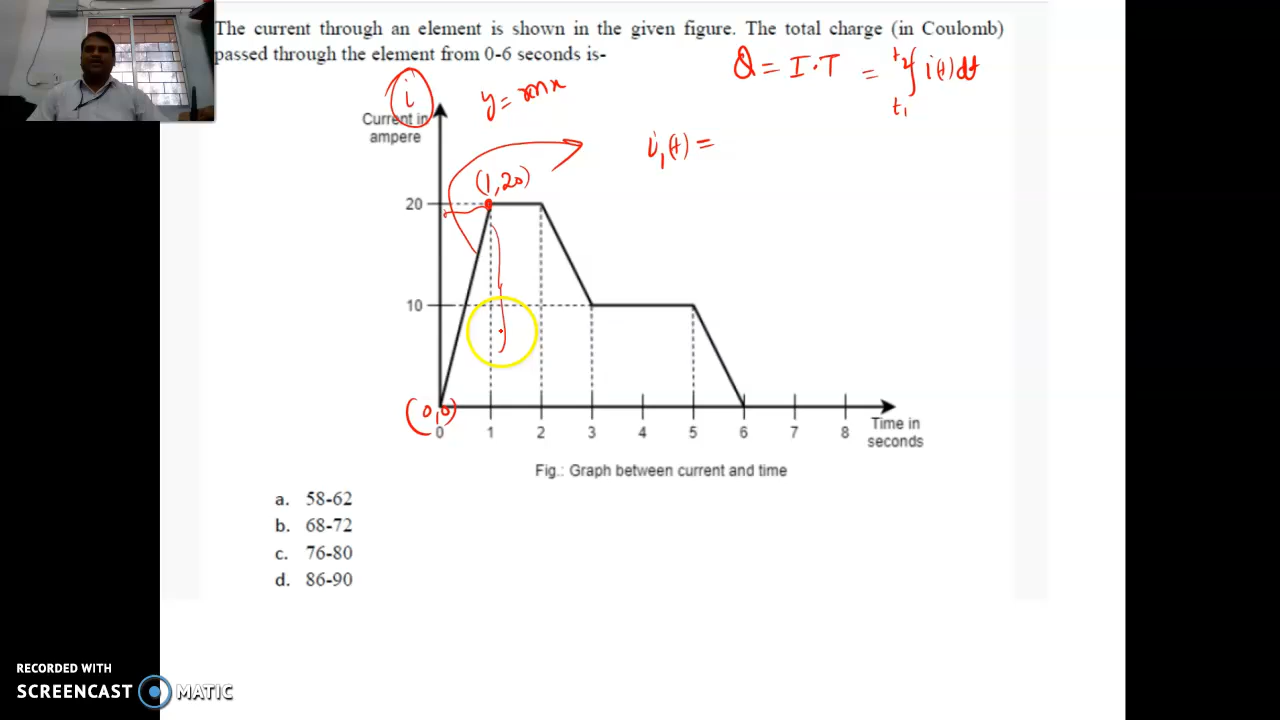 The current through an element is shown in the given figure. The total charge (in Coulomb)
passed through the element from 0-6 seconds is-
Q = I·T = ∫ i(t) dt
t2
t1
i
y = mx
Current in
ampere
i1(t) =
(1,20)
20
10
(0,0)
0 1 2 3 4 5 6 7 8
Time in
seconds
Fig.: Graph between current and time
a. 58-62
b. 68-72
c. 76-80
d. 86-90
RECORDED WITH
SCREENCAST MATIC